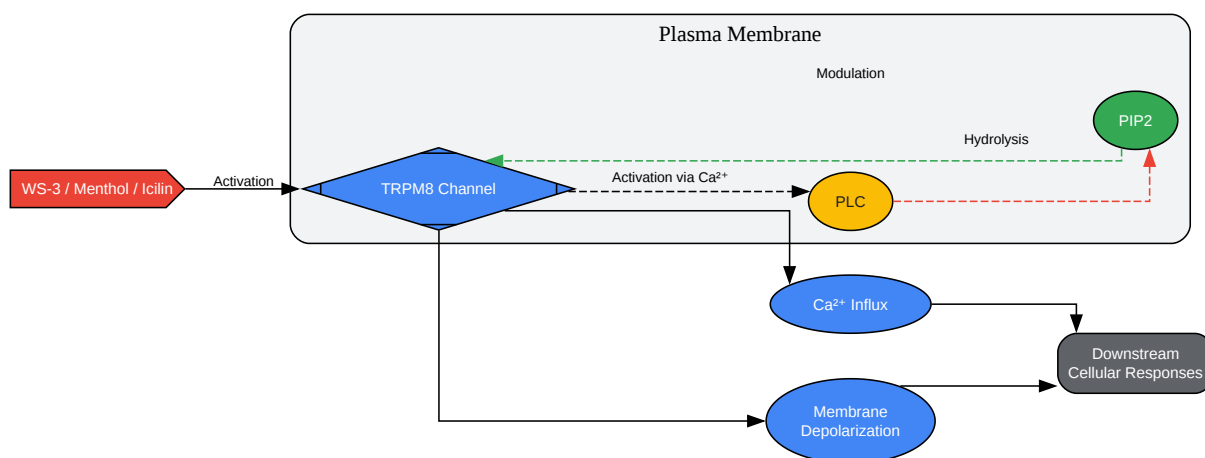 Plasma Membrane
Modulation
PIP2
Hydrolysis
WS-3 / Menthol / Icilin
Activation
TRPM8 Channel
Activation via Ca²⁺
PLC
Ca²⁺ Influx
Downstream
Cellular Responses
Membrane
Depolarization